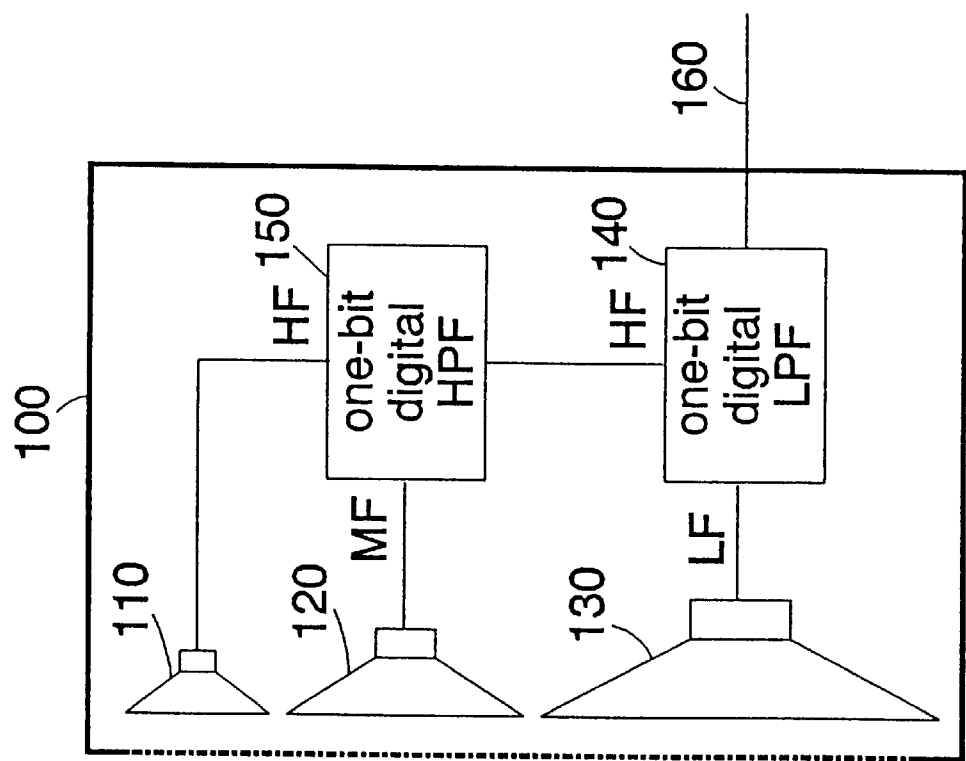 100
110
HF
150
one-bit
digital
HPF
MF
120
160
HF
140
one-bit
digital
LPF
LF
130